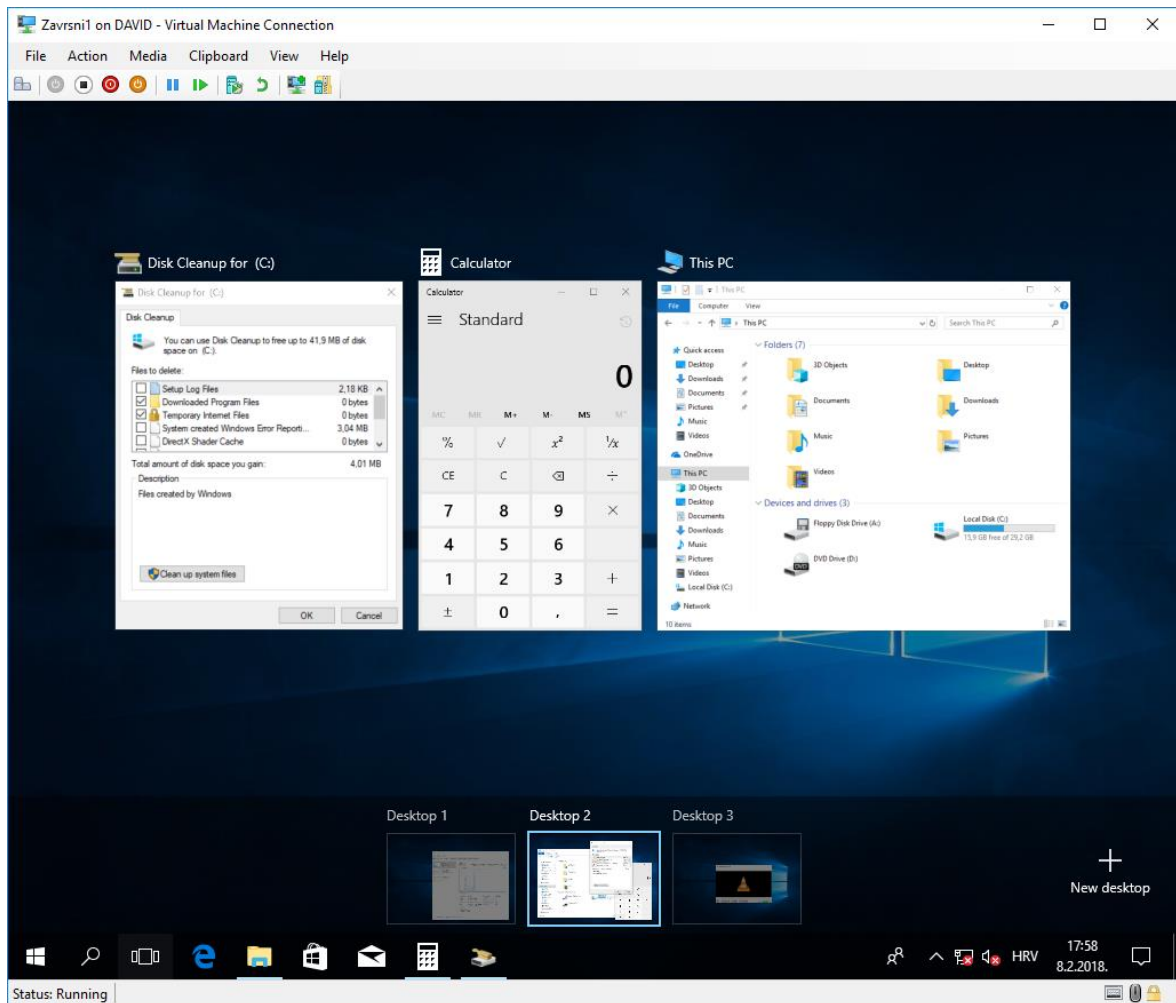 Zavrsni1 on DAVID - Virtual Machine Connection
File Action Media Clipboard View Help
Disk Cleanup for (C:)
Disk Cleanup for (C:)
Disk Cleanup
You can use Disk Cleanup to free up to 41,9 MB of disk
space on (C:).
Files to delete:
Setup Log Files 2,18 KB
Downloaded Program Files 0 bytes
Temporary Internet Files 0 bytes
System created Windows Error Reporti... 3,04 MB
DirectX Shader Cache 0 bytes
Total amount of disk space you gain: 4,01 MB
Description
Files created by Windows
Clean up system files
OK Cancel
Calculator
Calculator
Standard
0
MC MR M+ M- MS M˅
% √ x² ¹/x
CE C ÷
7 8 9 ×
4 5 6
1 2 3 +
± 0 , =
This PC
This PC
File Computer View
This PC Search This PC
Quick access
Desktop
Downloads
Documents
Pictures
Music
Videos
OneDrive
This PC
3D Objects
Desktop
Documents
Downloads
Music
Pictures
Videos
Local Disk (C:)
Network
Folders (7)
3D Objects Desktop
Documents Downloads
Music Pictures
Videos
Devices and drives (3)
Floppy Disk Drive (A:) Local Disk (C:)
15,9 GB free of 29,2 GB
DVD Drive (D:)
10 items
Desktop 1 Desktop 2 Desktop 3
New desktop
HRV 17:58
8.2.2018.
Status: Running